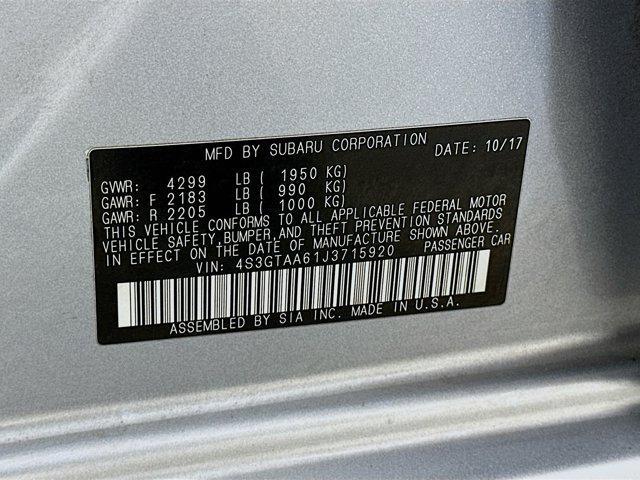 MFD BY SUBARU CORPORATION DATE: 10/17
GVWR: 4299 LB ( 1950 KG)
GAWR: F 2183 LB ( 990 KG)
GAWR: R 2205 LB ( 1000 KG)
THIS VEHICLE CONFORMS TO ALL APPLICABLE FEDERAL MOTOR
VEHICLE SAFETY,BUMPER,AND THEFT PREVENTION STANDARDS
IN EFFECT ON THE DATE OF MANUFACTURE SHOWN ABOVE.
VIN: 4S3GTAA61J3715920 PASSENGER CAR
ASSEMBLED BY SIA INC. MADE IN U.S.A.